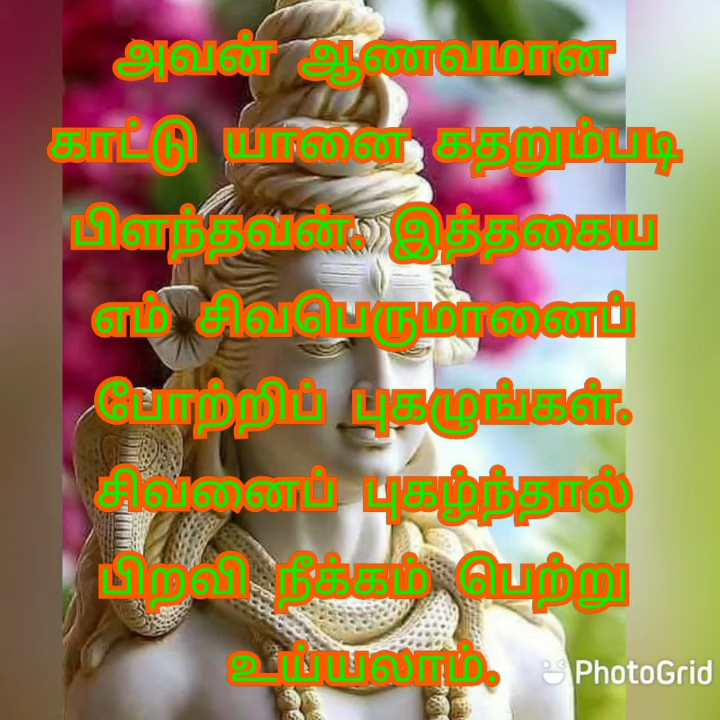 அவன் ஆணவமான
காட்டு யானை கதறும்படி
பிளந்தவன். இத்தகைய
எம் சிவபெருமானைப்
போற்றிப் புகழுங்கள்.
சிவனைப் புகழ்ந்தால்
பிறவி நீக்கம் பெற்று
உய்யலாம்.
PhotoGrid